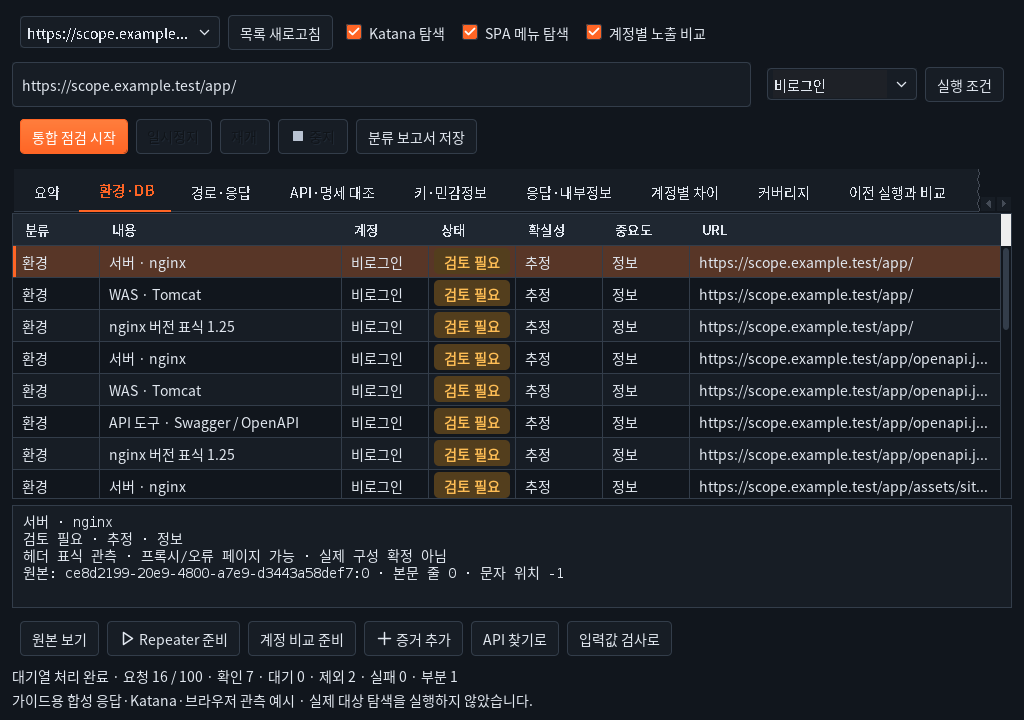 https://scope.example... 목록 새로고침 Katana 탐색 SPA 메뉴 탐색 계정별 노출 비교
https://scope.example.test/app/ 비로그인 실행 조건
통합 점검 시작 일시정지 재개 중지 분류 보고서 저장
요약 환경·DB 경로·응답 API·명세 대조 키·민감정보 응답·내부정보 계정별 차이 커버리지 이전 실행과 비교
분류 내용 계정 상태 확실성 중요도 URL
환경 서버 · nginx 비로그인 검토 필요 추정 정보 https://scope.example.test/app/
환경 WAS · Tomcat 비로그인 검토 필요 추정 정보 https://scope.example.test/app/
환경 nginx 버전 표식 1.25 비로그인 검토 필요 추정 정보 https://scope.example.test/app/
환경 서버 · nginx 비로그인 검토 필요 추정 정보 https://scope.example.test/app/openapi.j...
환경 WAS · Tomcat 비로그인 검토 필요 추정 정보 https://scope.example.test/app/openapi.j...
환경 API 도구 · Swagger / OpenAPI 비로그인 검토 필요 추정 정보 https://scope.example.test/app/openapi.j...
환경 nginx 버전 표식 1.25 비로그인 검토 필요 추정 정보 https://scope.example.test/app/openapi.j...
환경 서버 · nginx 비로그인 검토 필요 추정 정보 https://scope.example.test/app/assets/sit...
서버 · nginx
검토 필요 · 추정 · 정보
헤더 표식 관측 · 프록시/오류 페이지 가능 · 실제 구성 확정 아님
원본: ce8d2199-20e9-4800-a7e9-d3443a58def7:0 · 본문 줄 0 · 문자 위치 -1
원본 보기 Repeater 준비 계정 비교 준비 증거 추가 API 찾기로 입력값 검사로
대기열 처리 완료 · 요청 16 / 100 · 확인 7 · 대기 0 · 제외 2 · 실패 0 · 부분 1
가이드용 합성 응답·Katana·브라우저 관측 예시 · 실제 대상 탐색을 실행하지 않았습니다.